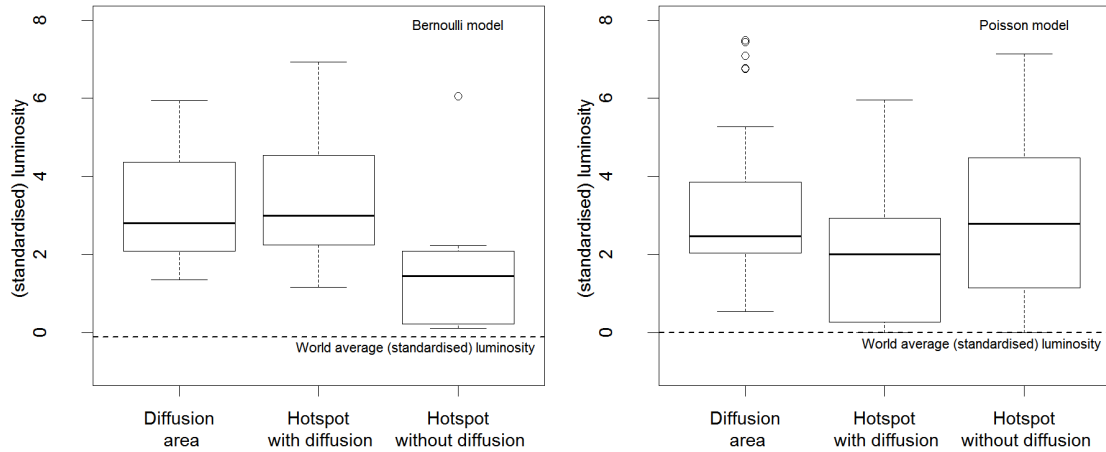 Bernoulli model
(standardised) luminosity
8
6
4
2
0
World average (standardised) luminosity
Diffusion
area
Hotspot
with diffusion
Hotspot
without diffusion
Poisson model
(standardised) luminosity
8
6
4
2
0
World average (standardised) luminosity
Diffusion
area
Hotspot
with diffusion
Hotspot
without diffusion